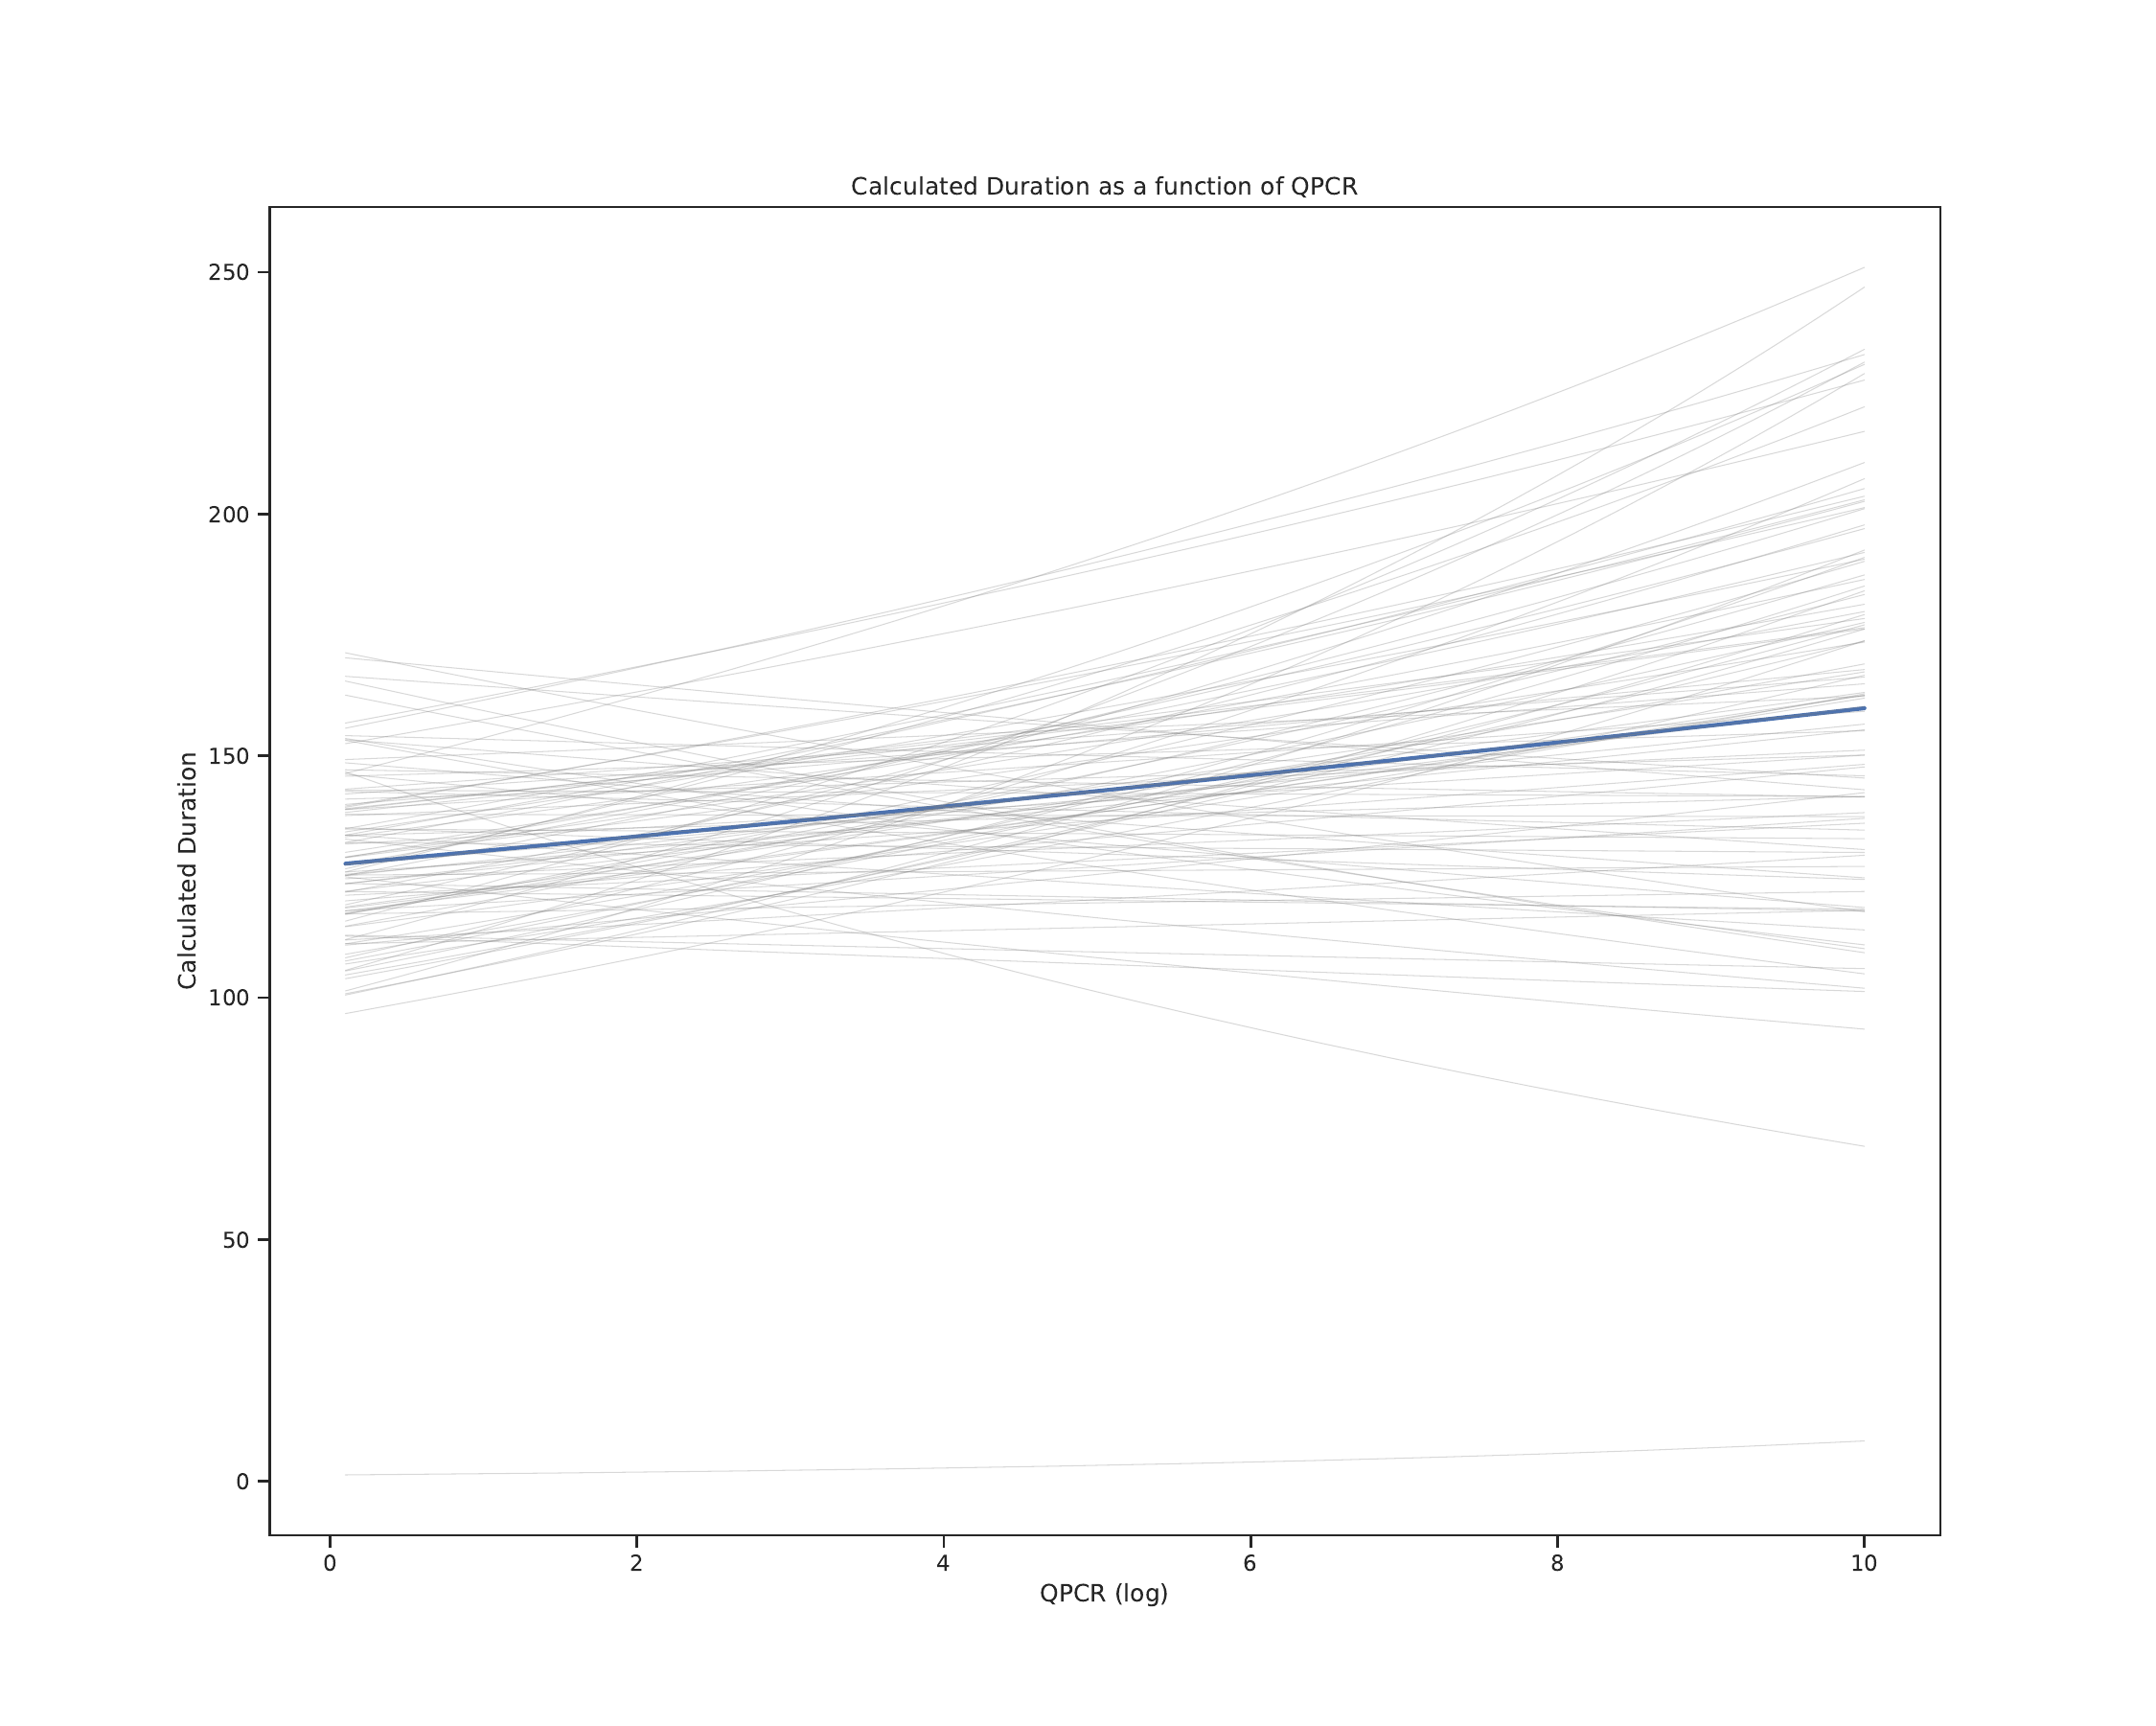 Calculated Duration as a function of QPCR
250
200
150
100
50
0
Calculated Duration
0 2 4 6 8 10
QPCR (log)